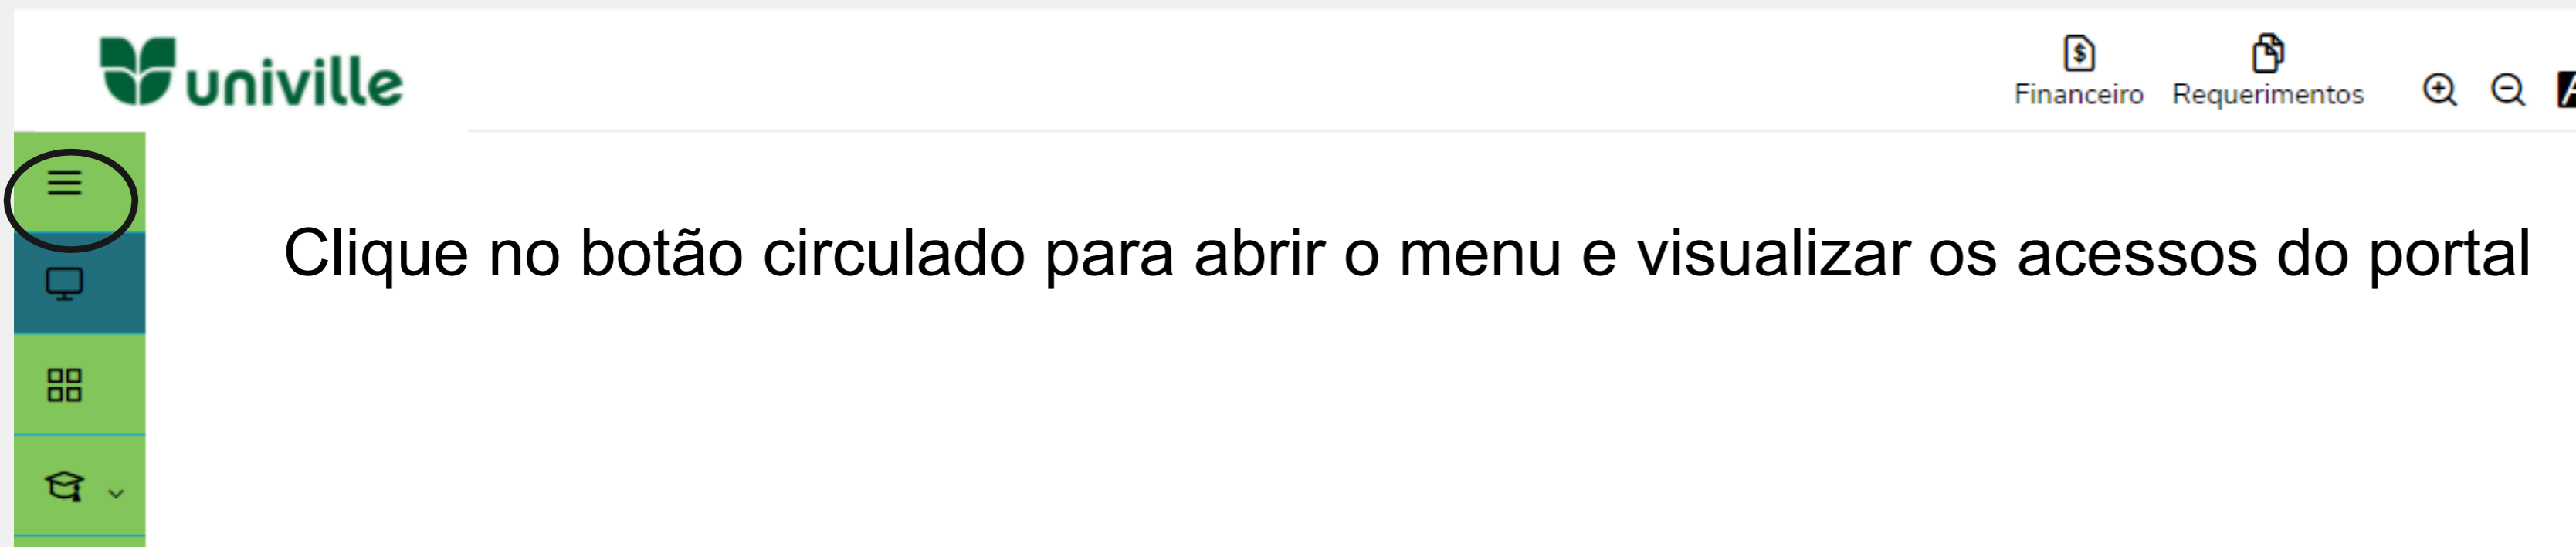 univille
Financeiro Requerimentos
Clique no botão circulado para abrir o menu e visualizar os acessos do portal